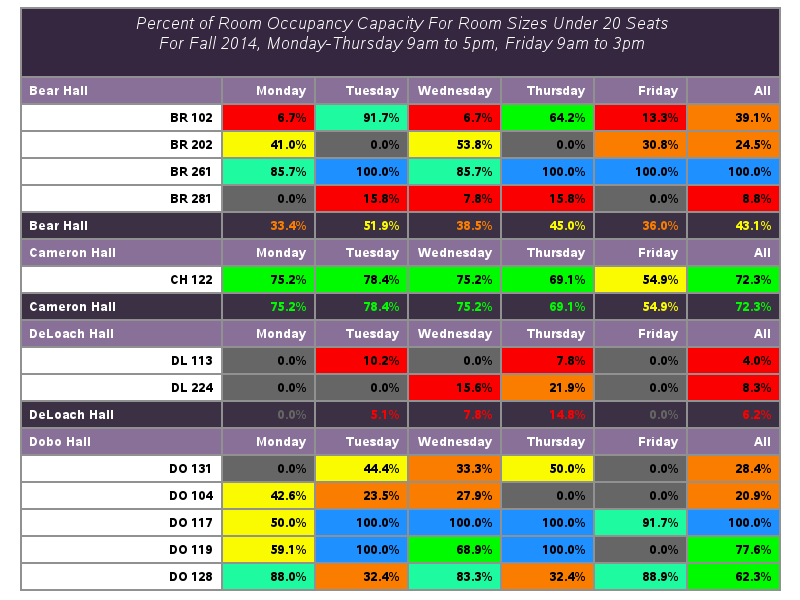 Percent of Room Occupancy Capacity For Room Sizes Under 20 Seats
For Fall 2014, Monday-Thursday 9am to 5pm, Friday 9am to 3pm
Bear Hall Monday Tuesday Wednesday Thursday Friday All
BR 102 6.7% 91.7% 6.7% 64.2% 13.3% 39.1%
BR 202 41.0% 0.0% 53.8% 0.0% 30.8% 24.5%
BR 261 85.7% 100.0% 85.7% 100.0% 100.0% 100.0%
BR 281 0.0% 15.8% 7.8% 15.8% 0.0% 8.8%
Bear Hall 33.4% 51.9% 38.5% 45.0% 36.0% 43.1%
Cameron Hall Monday Tuesday Wednesday Thursday Friday All
CH 122 75.2% 78.4% 75.2% 69.1% 54.9% 72.3%
Cameron Hall 75.2% 78.4% 75.2% 69.1% 54.9% 72.3%
DeLoach Hall Monday Tuesday Wednesday Thursday Friday All
DL 113 0.0% 10.2% 0.0% 7.8% 0.0% 4.0%
DL 224 0.0% 0.0% 15.6% 21.9% 0.0% 8.3%
DeLoach Hall 0.0% 5.1% 7.8% 14.8% 0.0% 6.2%
Dobo Hall Monday Tuesday Wednesday Thursday Friday All
DO 131 0.0% 44.4% 33.3% 50.0% 0.0% 28.4%
DO 104 42.6% 23.5% 27.9% 0.0% 0.0% 20.9%
DO 117 50.0% 100.0% 100.0% 100.0% 91.7% 100.0%
DO 119 59.1% 100.0% 68.9% 100.0% 0.0% 77.6%
DO 128 88.0% 32.4% 83.3% 32.4% 88.9% 62.3%